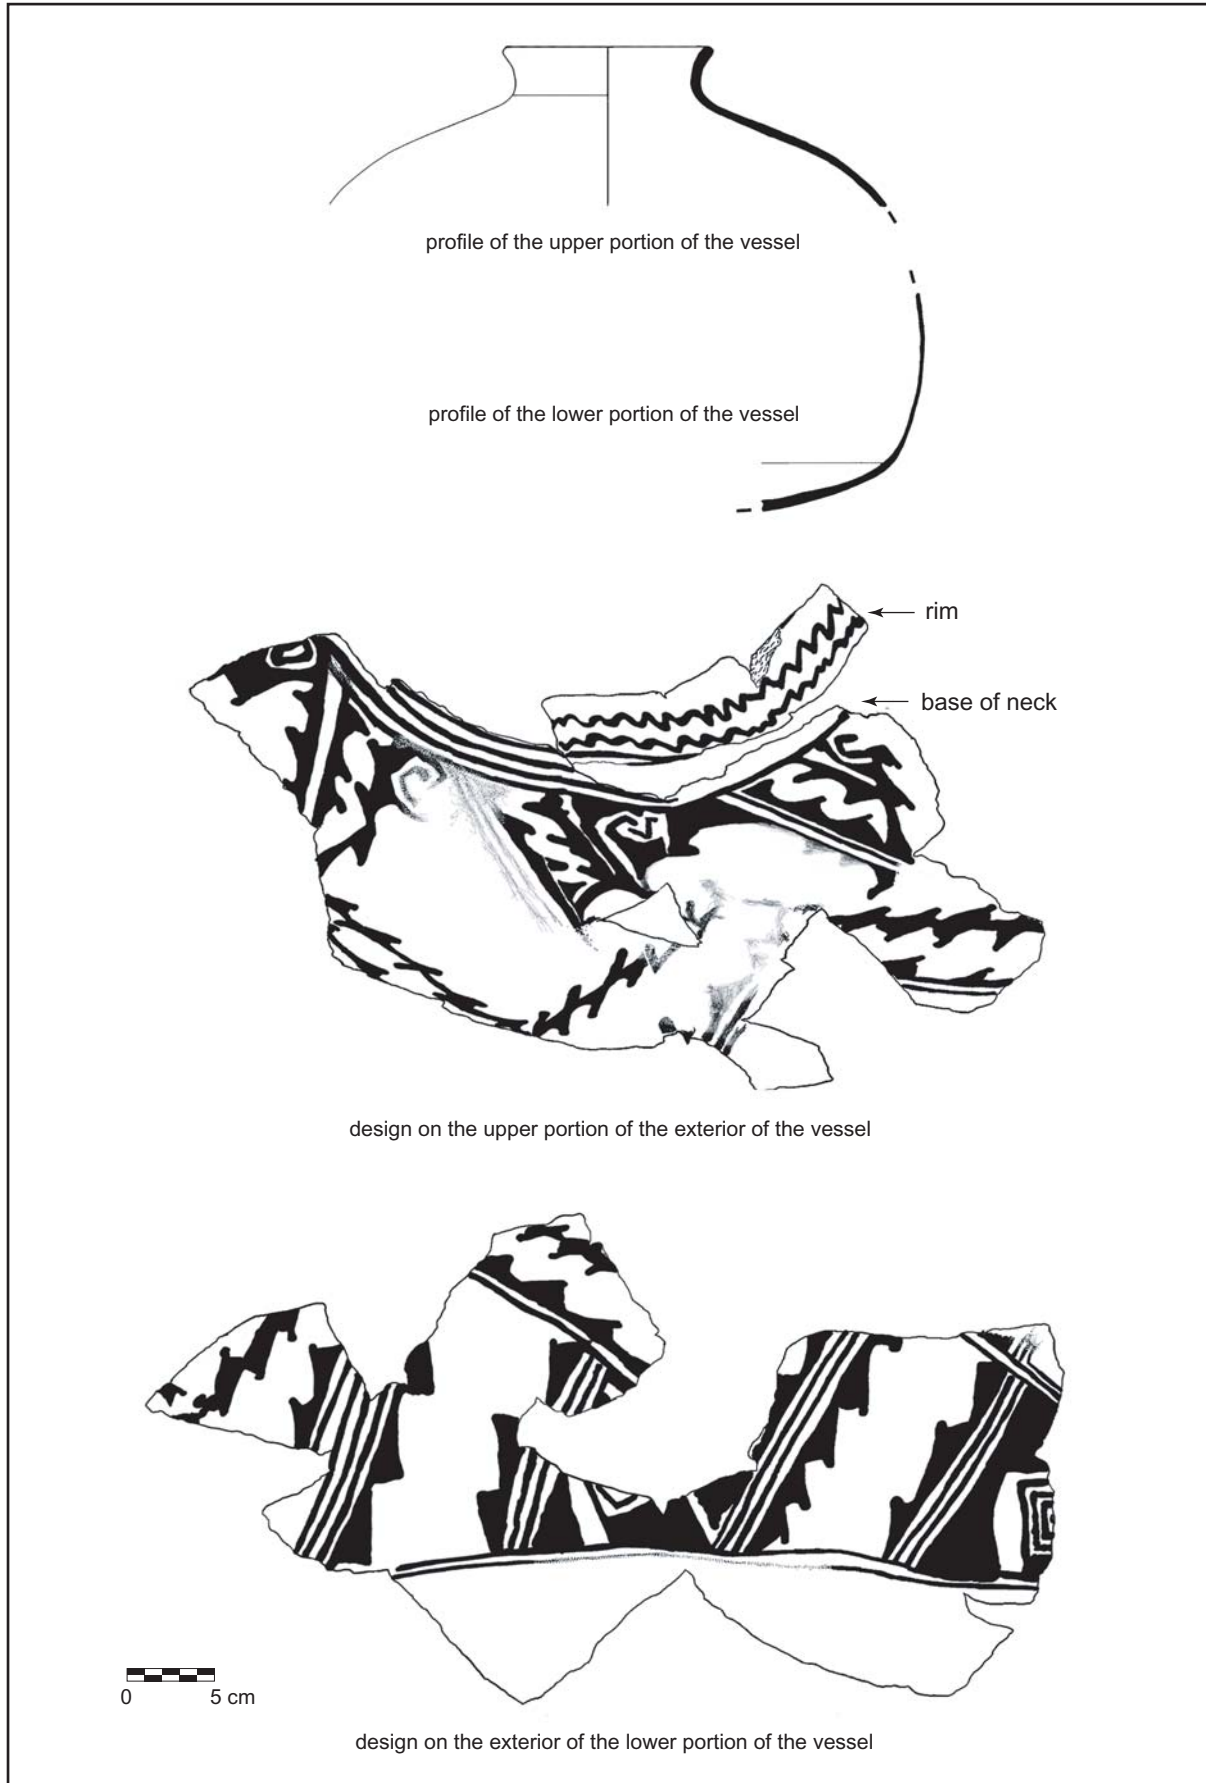 profile of the upper portion of the vessel
profile of the lower portion of the vessel
rim
base of neck
design on the upper portion of the exterior of the vessel
0 5 cm
design on the exterior of the lower portion of the vessel